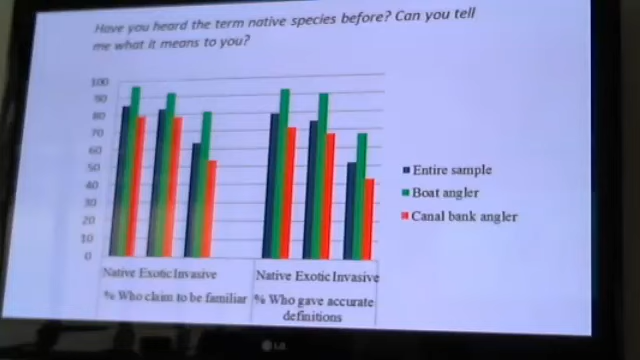 Have you heard the term native species before? Can you tell
me what it means to you?
100
90
80
70
60
50
40
30
20
10
0
Native Exotic Invasive
Native Exotic Invasive
% Who claim to be familiar
% Who gave accurate
definitions
Entire sample
Boat angler
Canal bank angler
LG